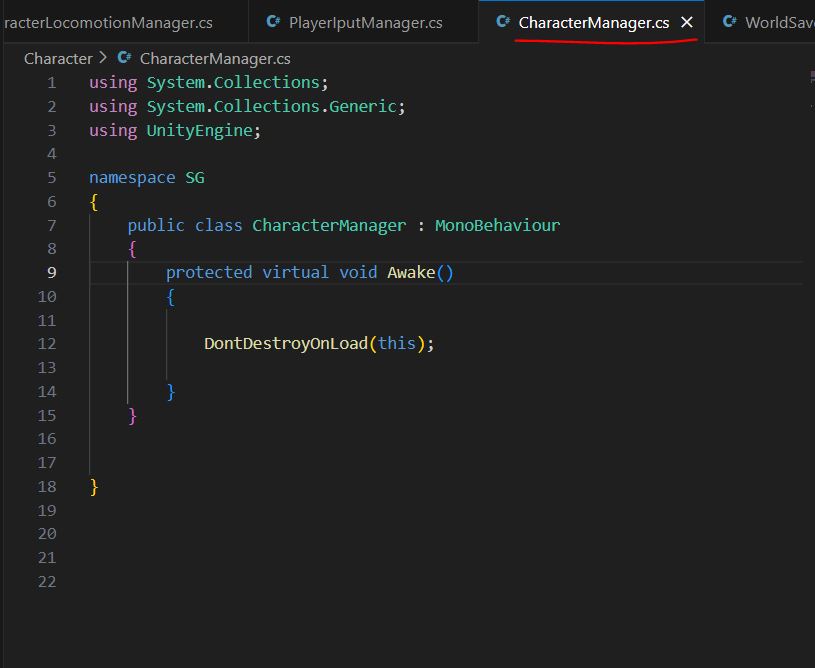 racterLocomotionManager.cs
C# PlayerIputManager.cs
C# CharacterManager.cs ×
C# WorldSav
Character > C# CharacterManager.cs
1 using System.Collections;
2 using System.Collections.Generic;
3 using UnityEngine;
4
5 namespace SG
6 {
7 public class CharacterManager : MonoBehaviour
8 {
9 protected virtual void Awake()
10 {
11
12 DontDestroyOnLoad(this);
13
14 }
15 }
16
17
18 }
19
20
21
22